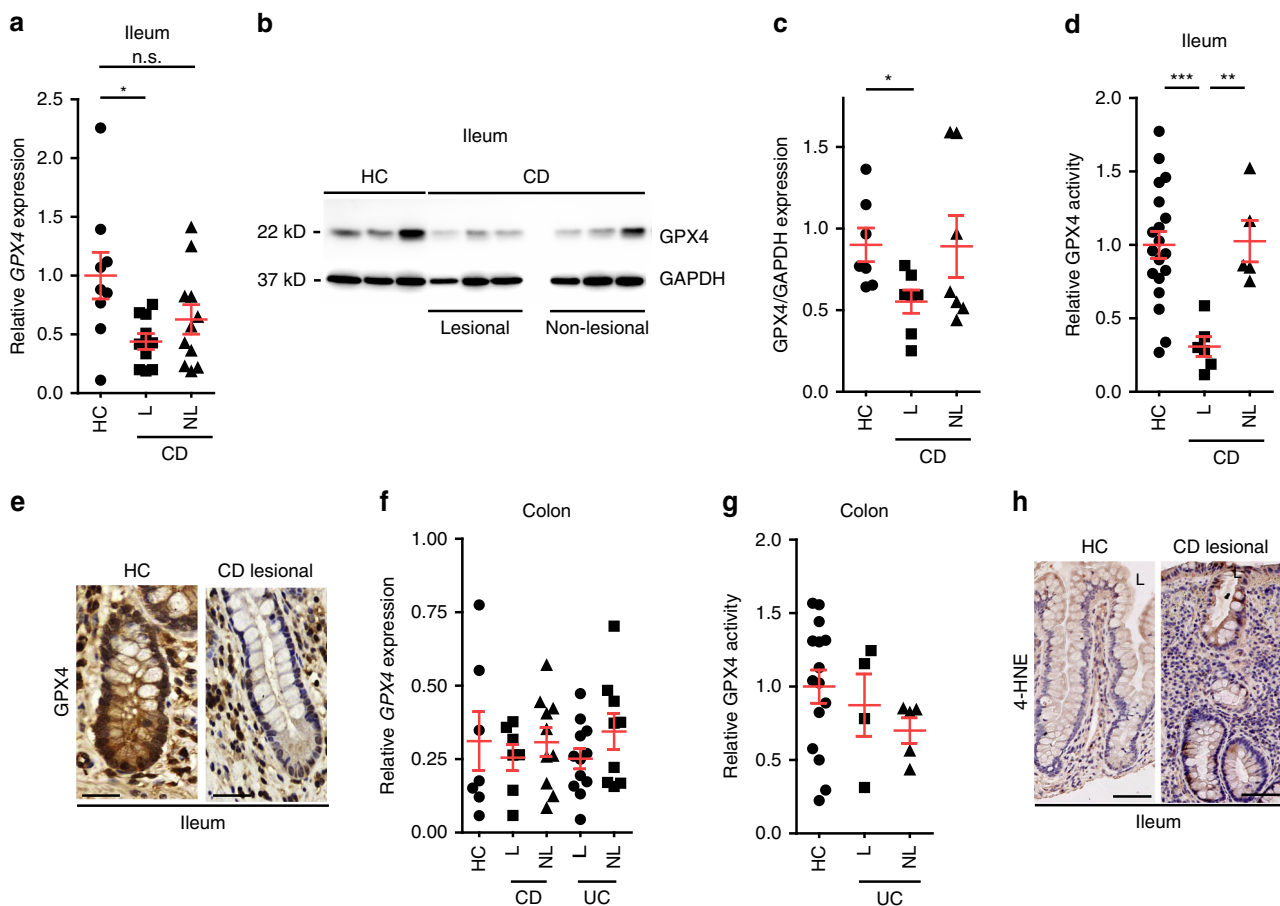 a
Ileum
n.s.
*
Relative GPX4 expression
2.5
2.0
1.5
1.0
0.5
0.0
HC
L
NL
CD
b
Ileum
HC
CD
22 kD
GPX4
37 kD
GAPDH
Lesional
Non-lesional
c
*
GPX4/GAPDH expression
1.5
1.0
0.5
0.0
HC
L
NL
CD
d
Ileum
***
**
Relative GPX4 activity
2.0
1.5
1.0
0.5
0.0
HC
L
NL
CD
e
HC
CD lesional
GPX4
Ileum
f
Colon
Relative GPX4 expression
1.00
0.75
0.50
0.25
0.00
HC
L
NL
L
NL
CD
UC
g
Colon
Relative GPX4 activity
2.0
1.5
1.0
0.5
0.0
HC
L
NL
UC
h
HC
CD lesional
L
L
4-HNE
Ileum